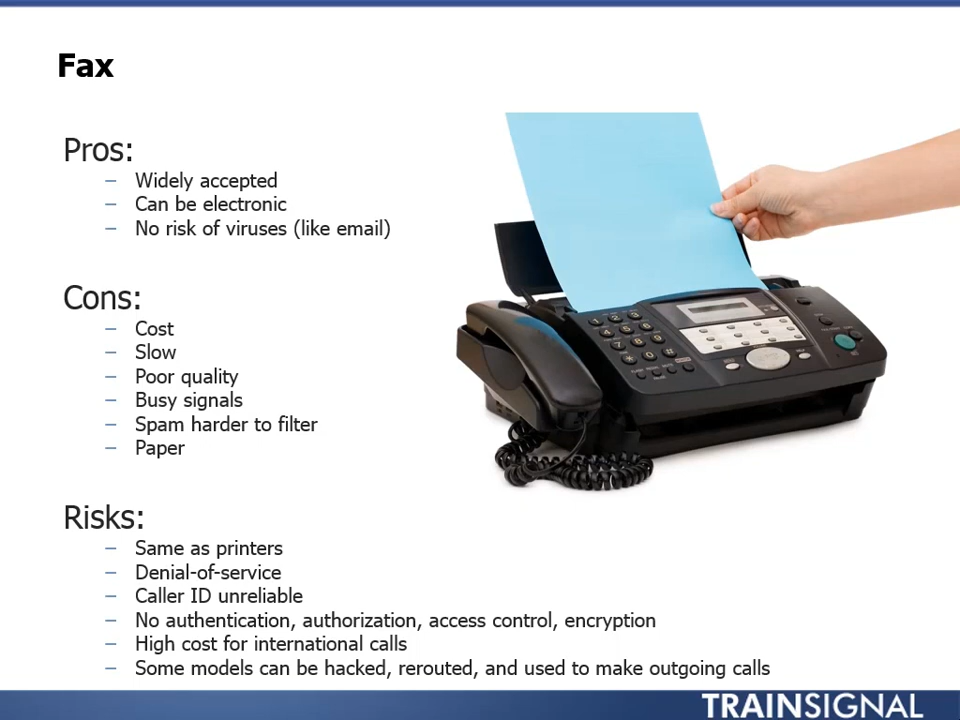 Fax
Pros:
– Widely accepted
– Can be electronic
– No risk of viruses (like email)
Cons:
– Cost
– Slow
– Poor quality
– Busy signals
– Spam harder to filter
– Paper
Risks:
– Same as printers
– Denial-of-service
– Caller ID unreliable
– No authentication, authorization, access control, encryption
– High cost for international calls
– Some models can be hacked, rerouted, and used to make outgoing calls
TRAINSIGNAL